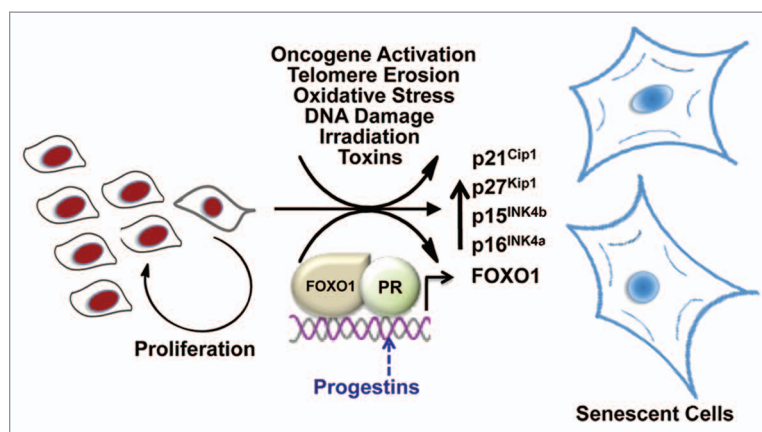 Oncogene Activation
Telomere Erosion
Oxidative Stress
DNA Damage
Irradiation
Toxins
p21Cip1
p27Kip1
p15INK4b
p16INK4a
FOXO1
FOXO1
PR
Proliferation
Progestins
Senescent Cells